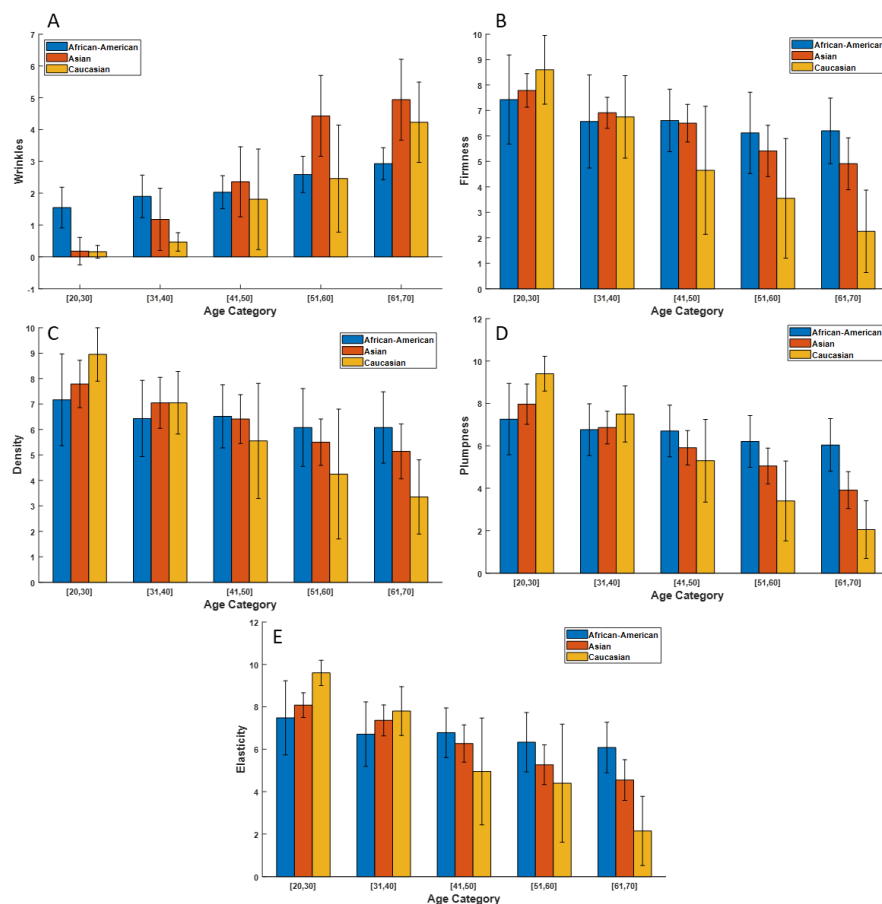 A
African-American
Asian
Caucasian
Wrinkles
7
6
5
4
3
2
1
0
-1
[20,30]
[31,40]
[41,50]
[51,60]
[61,70]
Age Category
B
African-American
Asian
Caucasian
Firmness
10
9
8
7
6
5
4
3
2
1
0
[20,30]
[31,40]
[41,50]
[51,60]
[61,70]
Age Category
C
African-American
Asian
Caucasian
Density
10
9
8
7
6
5
4
3
2
1
0
[20,30]
[31,40]
[41,50]
[51,60]
[61,70]
Age Category
D
African-American
Asian
Caucasian
Plumpness
12
10
8
6
4
2
0
[20,30]
[31,40]
[41,50]
[51,60]
[61,70]
Age Category
E
African-American
Asian
Caucasian
Elasticity
12
10
8
6
4
2
0
[20,30]
[31,40]
[41,50]
[51,60]
[61,70]
Age Category